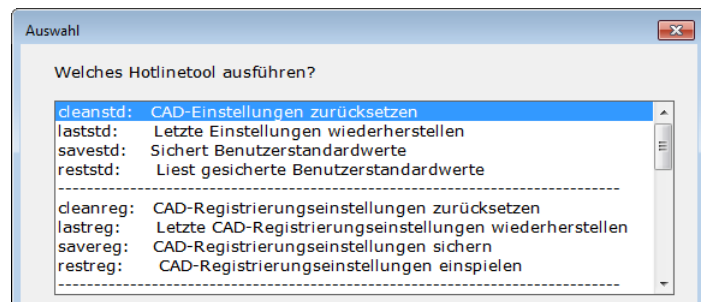 Auswahl
Welches Hotlinetool ausführen?
cleanstd: CAD-Einstellungen zurücksetzen
laststd: Letzte Einstellungen wiederherstellen
savestd: Sichert Benutzerstandardwerte
reststd: Liest gesicherte Benutzerstandardwerte
------------------------------------------------------------------------------
cleanreg: CAD-Registrierungseinstellungen zurücksetzen
lastreg: Letzte CAD-Registrierungseinstellungen wiederherstellen
savereg: CAD-Registrierungseinstellungen sichern
restreg: CAD-Registrierungseinstellungen einspielen
------------------------------------------------------------------------------